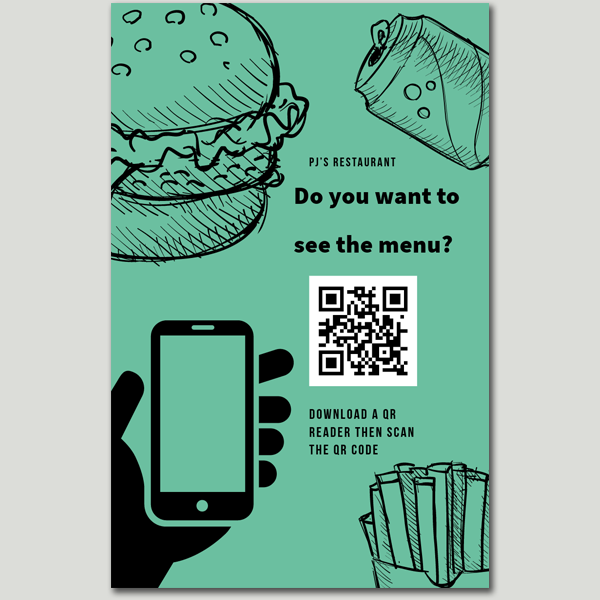 PJ'S RESTAURANT
Do you want to
see the menu?
DOWNLOAD A QR
READER THEN SCAN
THE QR CODE